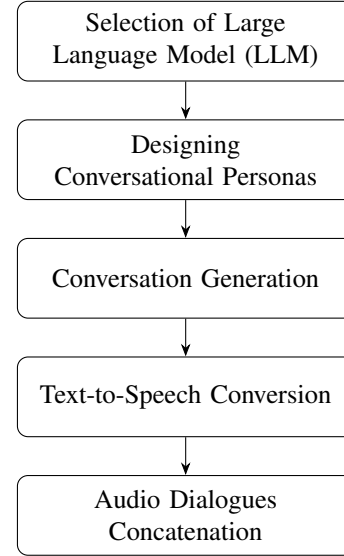 Selection of Large
Language Model (LLM)
Designing
Conversational Personas
Conversation Generation
Text-to-Speech Conversion
Audio Dialogues
Concatenation